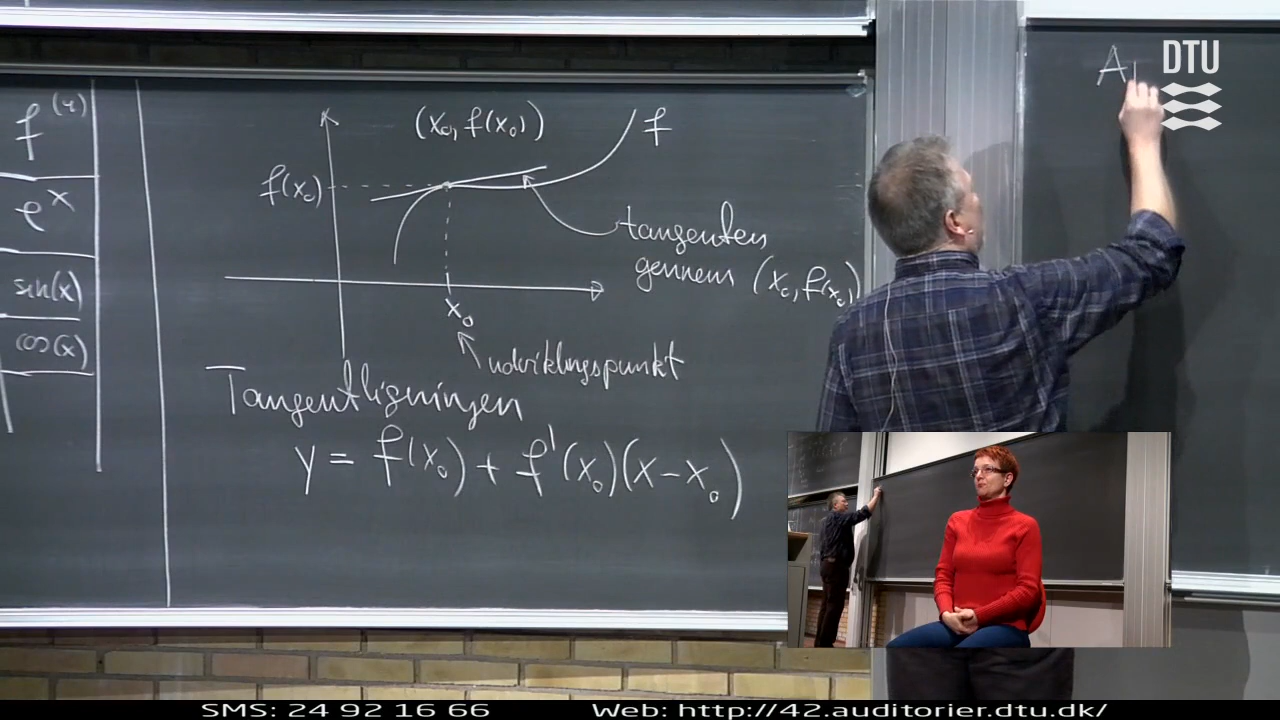 f⁽⁴⁾
eˣ
sin(x)
cos(x)
(x₀, f(x₀))
f
f(x₀)
tangenten
gennem (x₀, f(x₀))
x₀
udviklingspunkt
Tangentligningen
y = f(x₀) + f'(x₀)(x - x₀)
A
DTU
SMS: 24 92 16 66 Web: http://42.auditorier.dtu.dk/